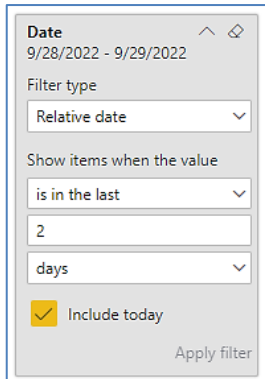 Date
9/28/2022 - 9/29/2022
Filter type
Relative date
Show items when the value
is in the last
2
days
Include today
Apply filter